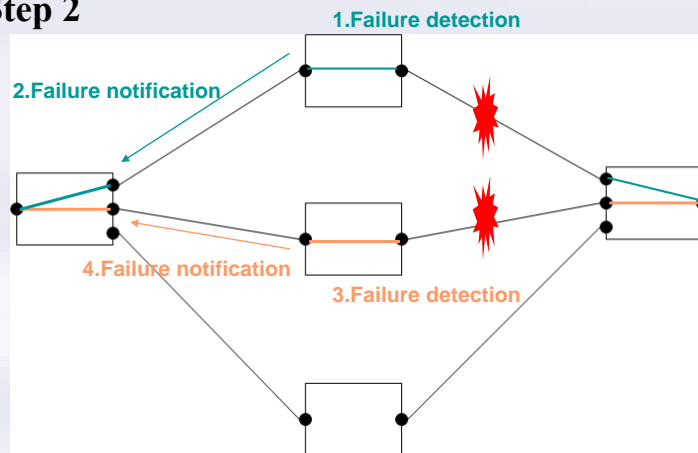 Step 2
1.Failure detection
2.Failure notification
4.Failure notification
3.Failure detection